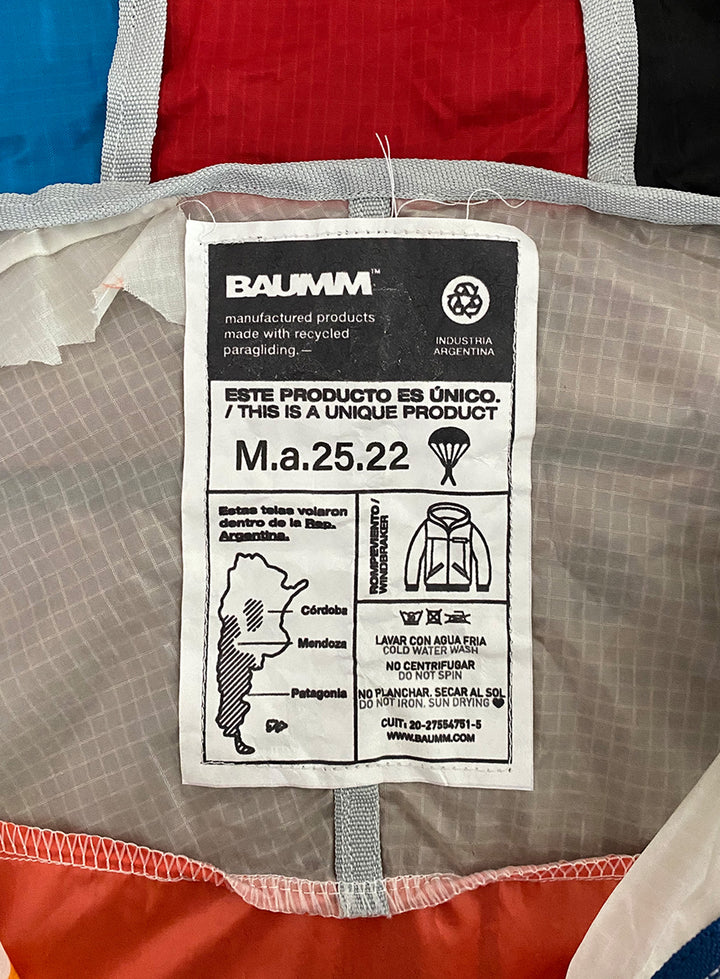 BAUMM™
manufactured products
made with recycled
paragliding.—
INDUSTRIA
ARGENTINA
ESTE PRODUCTO ES ÚNICO.
/ THIS IS A UNIQUE PRODUCT
M.a.25.22
Estas telas volaron
dentro de la Rep.
Argentina.
Córdoba
Mendoza
Patagonia
ROMPEVIENTO /
WINDBRAKER
LAVAR CON AGUA FRIA
COLD WATER WASH
NO CENTRIFUGAR
DO NOT SPIN
NO PLANCHAR. SECAR AL SOL
DO NOT IRON. SUN DRYING ♥
CUIT: 20-27554751-5
WWW.BAUMM.COM